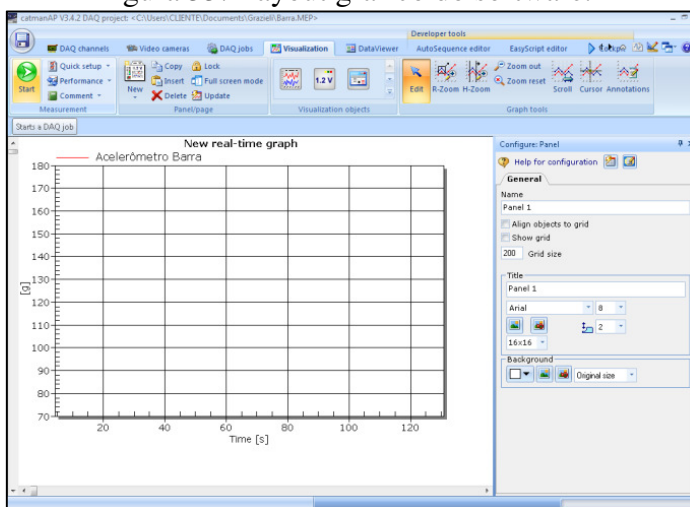 catmanAP V3.4.2 DAQ project: <C:\Users\CLIENTE\Documents\Grazieli\Barra.MEP>
Developer tools
DAQ channels Video cameras DAQ jobs Visualization DataViewer AutoSequence editor EasyScript editor
Start
Quick setup
Performance
Comment
Measurement
New
Copy
Insert
Delete
Lock
Full screen mode
Update
Panel/page
1.2 V
Visualization objects
Edit R-Zoom H-Zoom
Zoom out
Zoom reset
Scroll Cursor Annotations
Graph tools
Starts a DAQ job
New real-time graph
Acelerômetro Barra
180
170
160
150
140
130
[g]
120
110
100
90
80
70
20 40 60 80 100 120
Time [s]
Configure: Panel
Help for configuration
General
Name
Panel 1
Align objects to grid
Show grid
200 Grid size
Title
Panel 1
Arial 8
2
16x16
Background
Original size